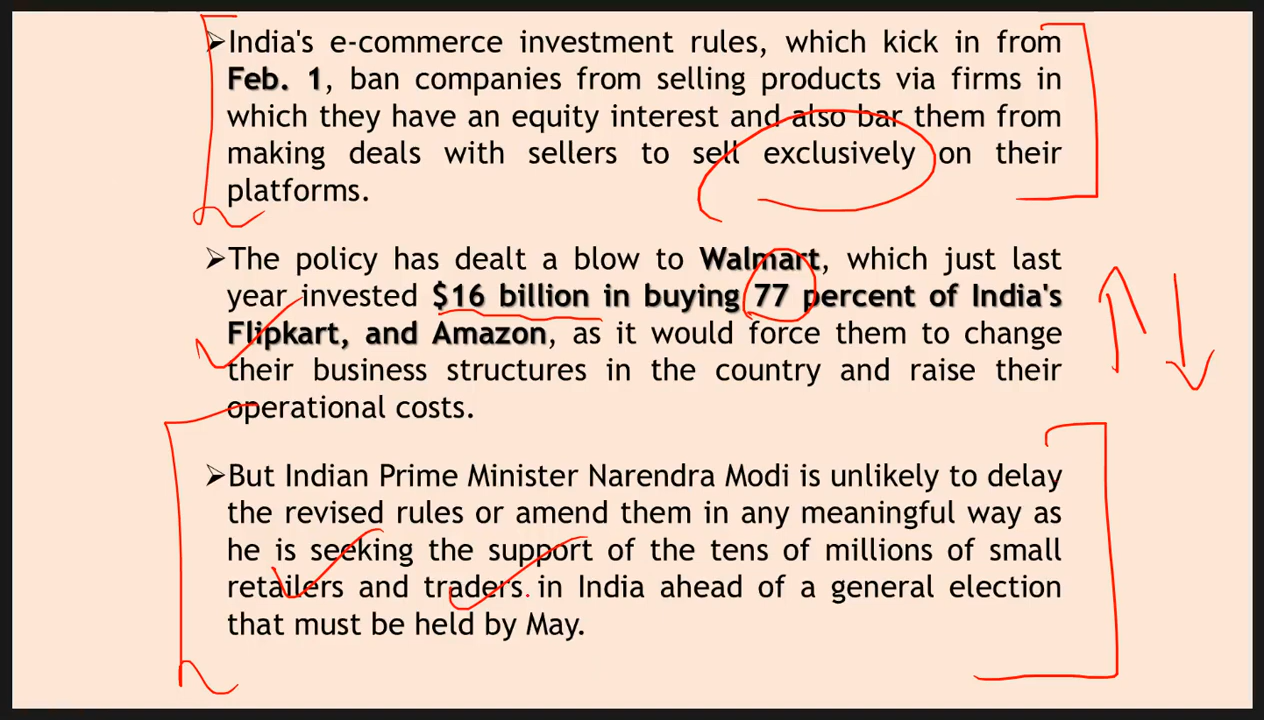 ➢India's e-commerce investment rules, which kick in from
Feb. 1, ban companies from selling products via firms in
which they have an equity interest and also bar them from
making deals with sellers to sell exclusively on their
platforms.
➢The policy has dealt a blow to Walmart, which just last
year invested $16 billion in buying 77 percent of India's
Flipkart, and Amazon, as it would force them to change
their business structures in the country and raise their
operational costs.
➢But Indian Prime Minister Narendra Modi is unlikely to delay
the revised rules or amend them in any meaningful way as
he is seeking the support of the tens of millions of small
retailers and traders in India ahead of a general election
that must be held by May.